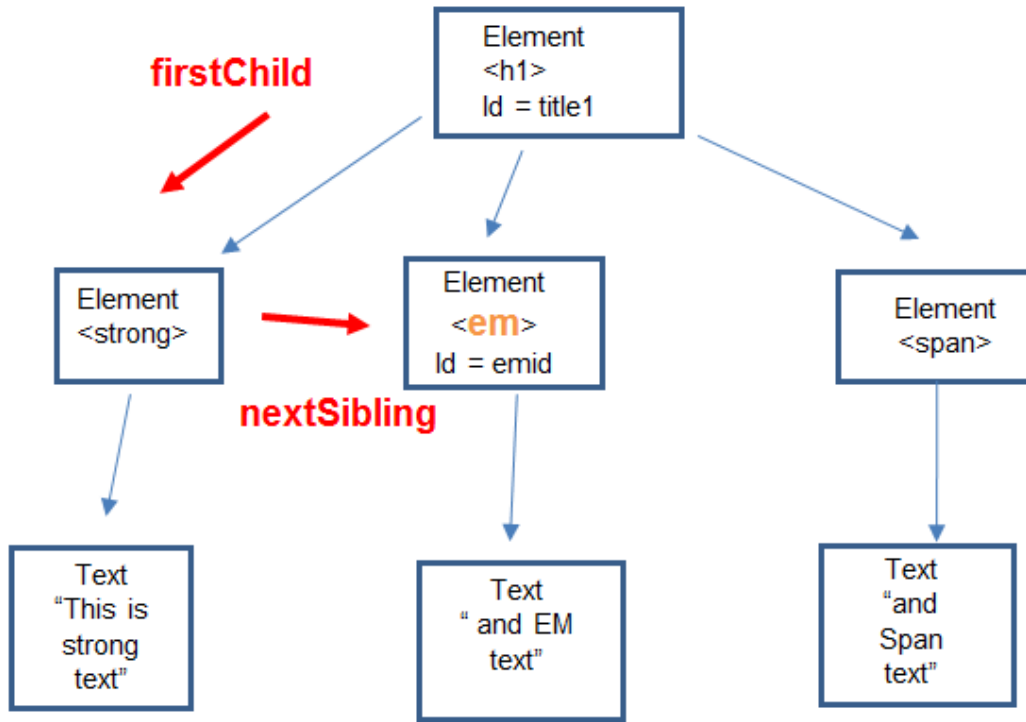 Element
<h1>
Id = title1
firstChild
Element
<strong>
Element
<em>
Id = emid
Element
<span>
nextSibling
Text
“This is
strong
text”
Text
“ and EM
text”
Text
“and
Span
text”